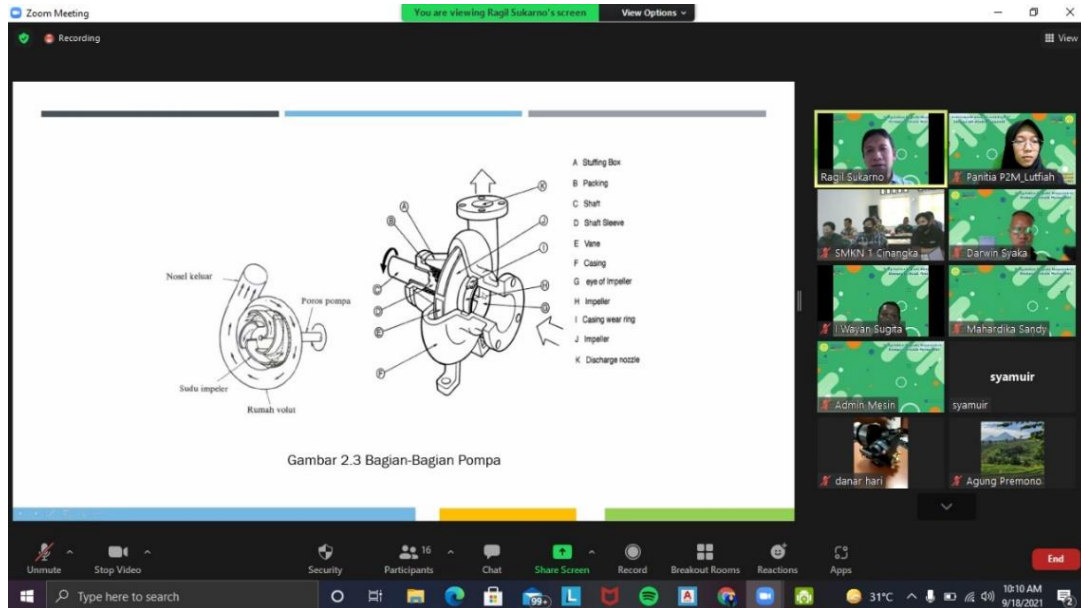 Zoom Meeting
You are viewing Ragil Sukarno's screen
View Options
Recording
View
A Stuffing Box
B Packing
C Shaft
D Shaft Sleeve
E Vane
F Casing
G eye of Impeller
H Impeller
I Casing wear ring
J Impeller
K Discharge nozzle
A
B
C
D
E
F
K
J
I
H
G
Nosel keluar
Poros pompa
Sudu impeler
Rumah volut
Gambar 2.3 Bagian-Bagian Pompa
Ragil Sukarno
Panitia P2M_Lutfiah
SMKN 1 Cinangka
Darwin Syaka
I Wayan Sugita
Mahardika Sandy
Admin Mesin
syamuir
syamuir
danar hari
Agung Premono
Unmute
Stop Video
Security
Participants
16
Chat
Share Screen
Record
Breakout Rooms
Reactions
Apps
End
Type here to search
99+
L
A
31°C
10:10 AM
9/18/2021
2